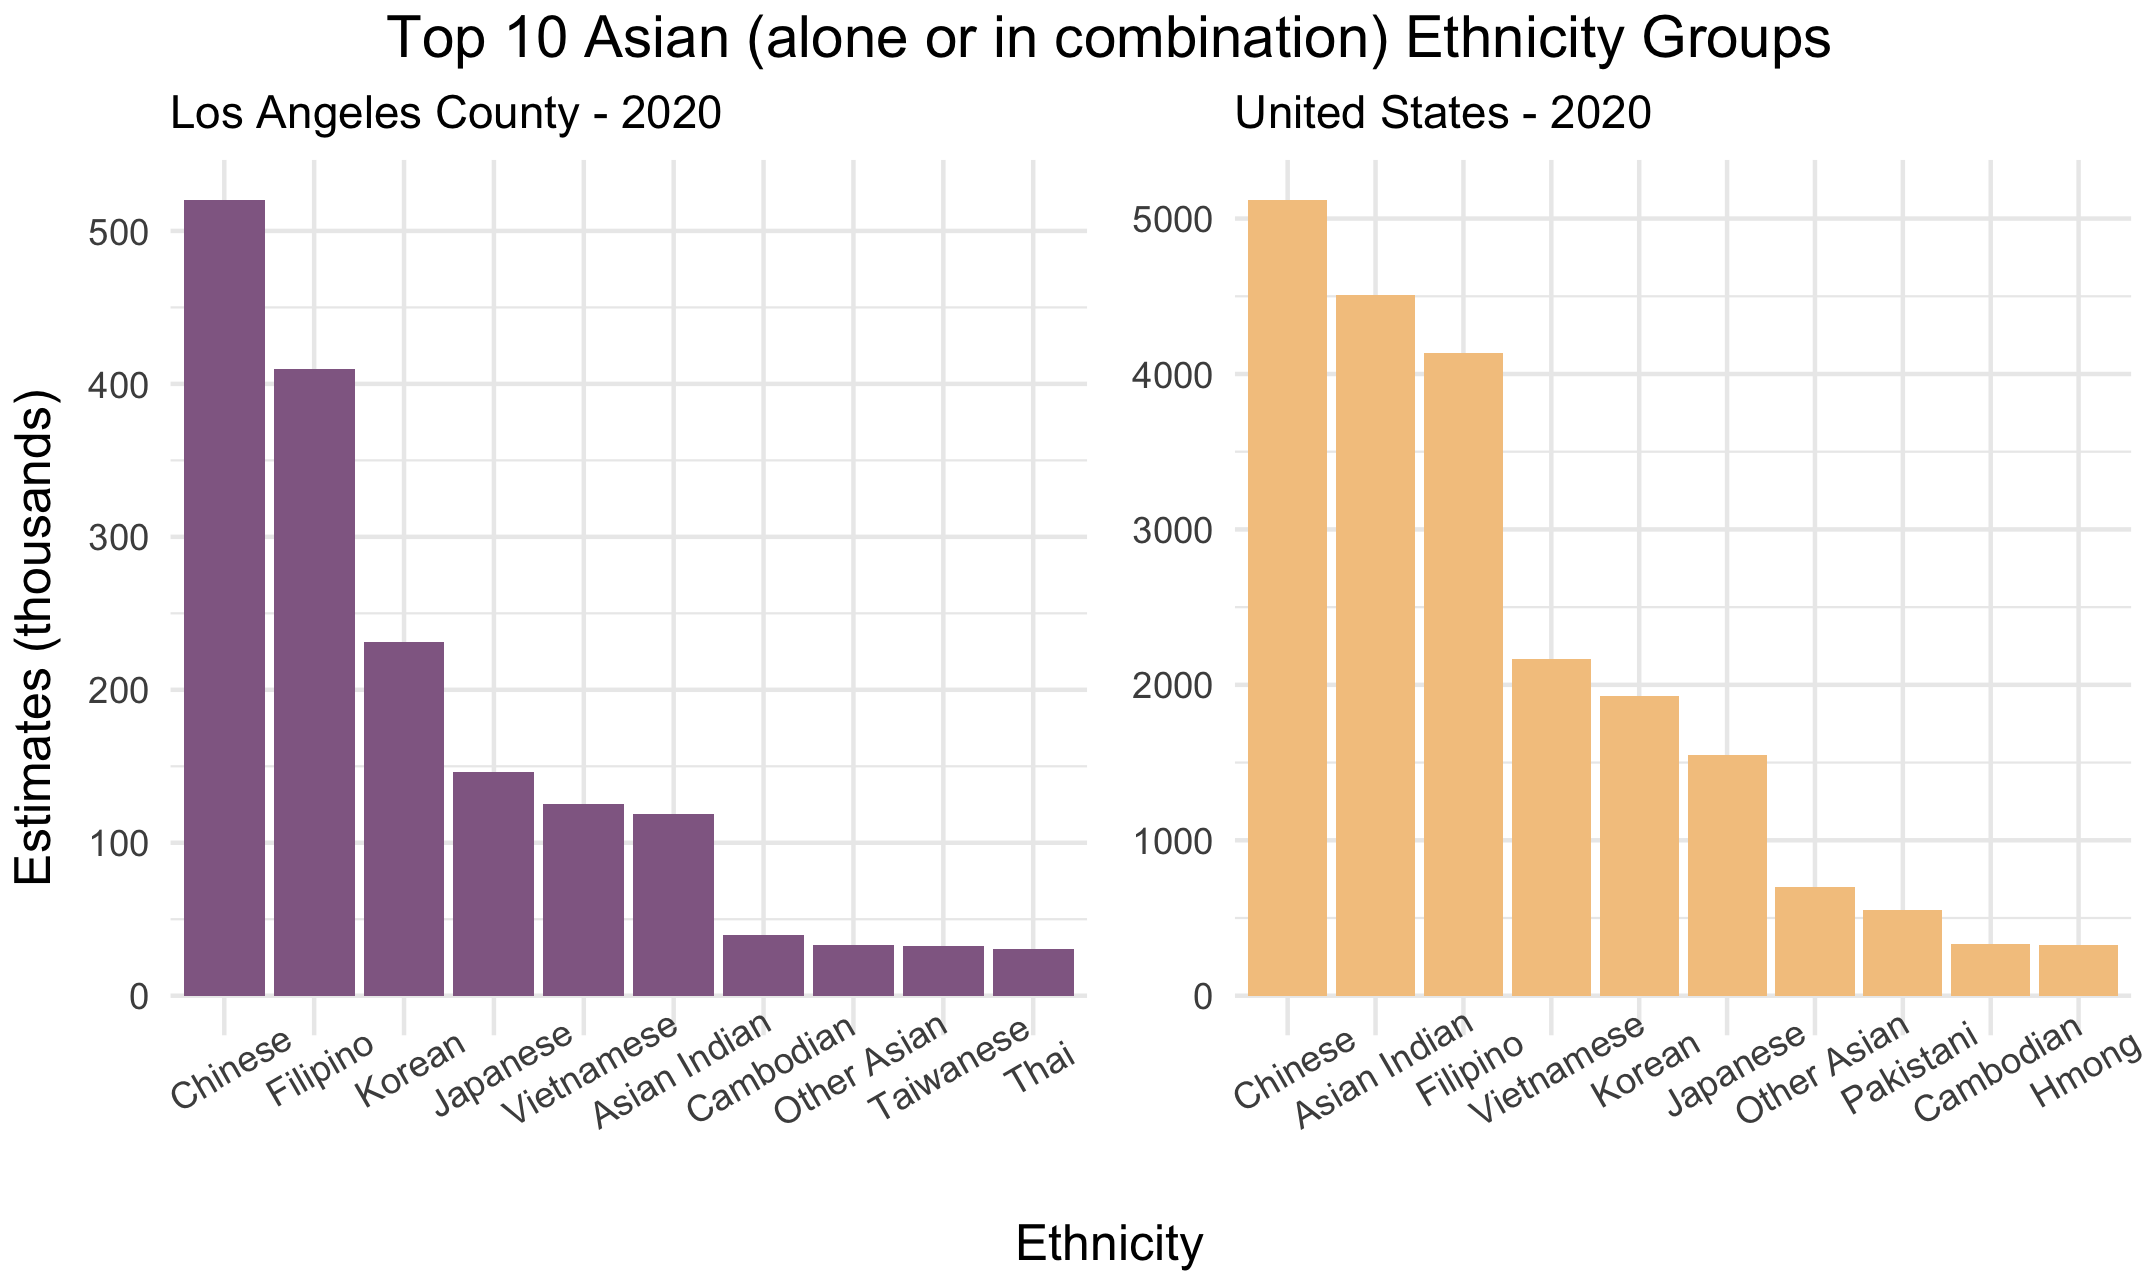 Top 10 Asian (alone or in combination) Ethnicity Groups
Los Angeles County - 2020
Estimates (thousands)
500
400
300
200
100
0
Chinese
Filipino
Korean
Japanese
Vietnamese
Asian Indian
Cambodian
Other Asian
Taiwanese
Thai
United States - 2020
5000
4000
3000
2000
1000
0
Chinese
Asian Indian
Filipino
Vietnamese
Korean
Japanese
Other Asian
Pakistani
Cambodian
Hmong
Ethnicity